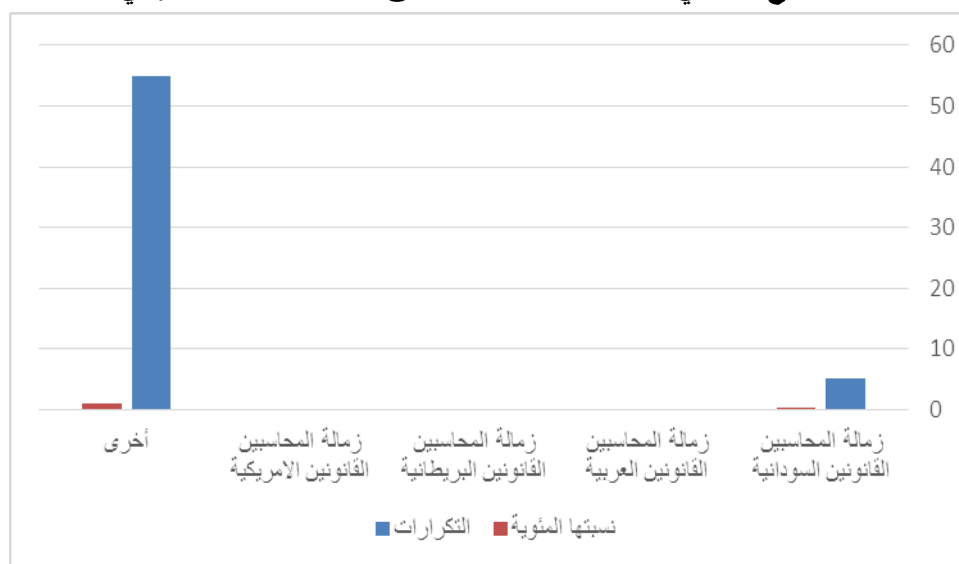 60
50
40
30
20
10
0
زمالة المحاسبين القانونين السودانية
زمالة المحاسبين القانونين العربية
زمالة المحاسبين القانونين البريطانية
زمالة المحاسبين القانونين الامريكية
أخرى
التكرارات
نسبتها المئوية